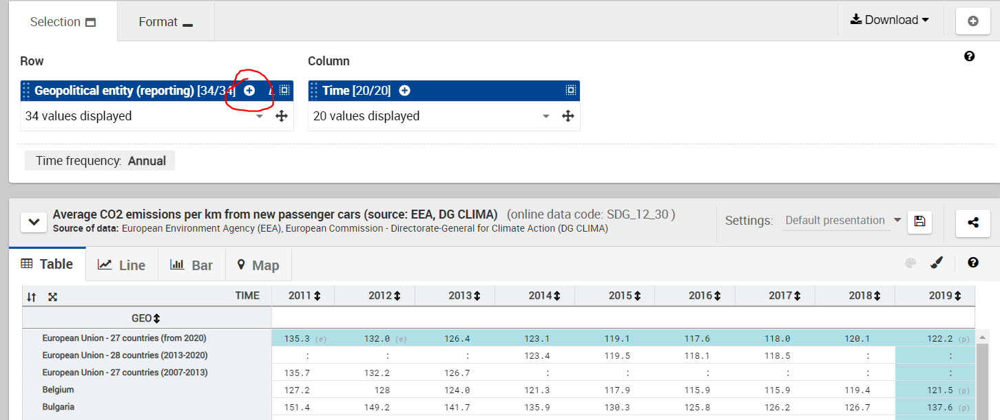 Selection
Format
Download
Row
Column
Geopolitical entity (reporting) [34/34]
Time [20/20]
34 values displayed
20 values displayed
Time frequency: Annual
Average CO2 emissions per km from new passenger cars (source: EEA, DG CLIMA) (online data code: SDG_12_30 )
Source of data: European Environment Agency (EEA), European Commission - Directorate-General for Climate Action (DG CLIMA)
Settings: Default presentation
Table
Line
Bar
Map
TIME 2011 2012 2013 2014 2015 2016 2017 2018 2019
GEO
European Union - 27 countries (from 2020) 135.3 (e) 132.0 (e) 126.4 123.1 119.1 117.6 118.0 120.1 122.2 (p)
European Union - 28 countries (2013-2020) : : : 123.4 119.5 118.1 118.5 : :
European Union - 27 countries (2007-2013) 135.7 132.2 126.7 : : : : : :
Belgium 127.2 128 124.0 121.3 117.9 115.9 115.9 119.4 121.5 (p)
Bulgaria 151.4 149.2 141.7 135.9 130.3 125.8 126.2 126.7 137.6 (p)